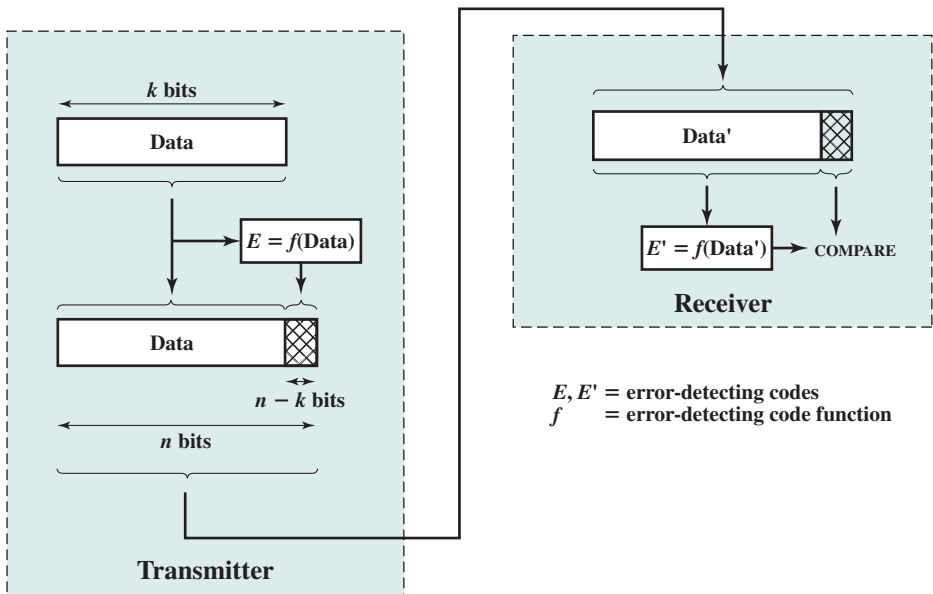 k bits
Data
E = f(Data)
Data
n − k bits
n bits
Transmitter
Data'
E' = f(Data')
COMPARE
Receiver
E, E' = error-detecting codes
f = error-detecting code function